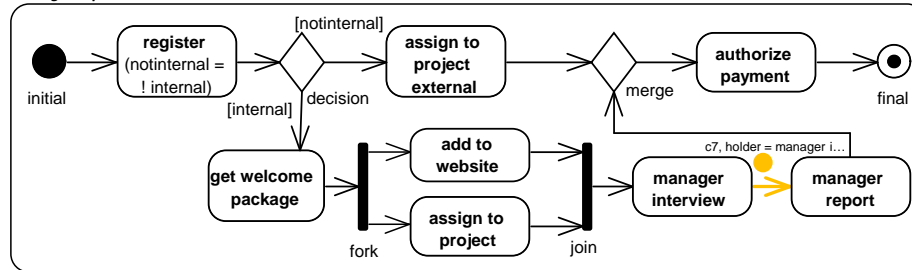 [notinternal]
register
(notinternal =
! internal)
assign to
project
external
authorize
payment
initial
[internal]
decision
merge
final
c7, holder = manager i...
get welcome
package
add to
website
manager
interview
manager
report
assign to
project
fork
join